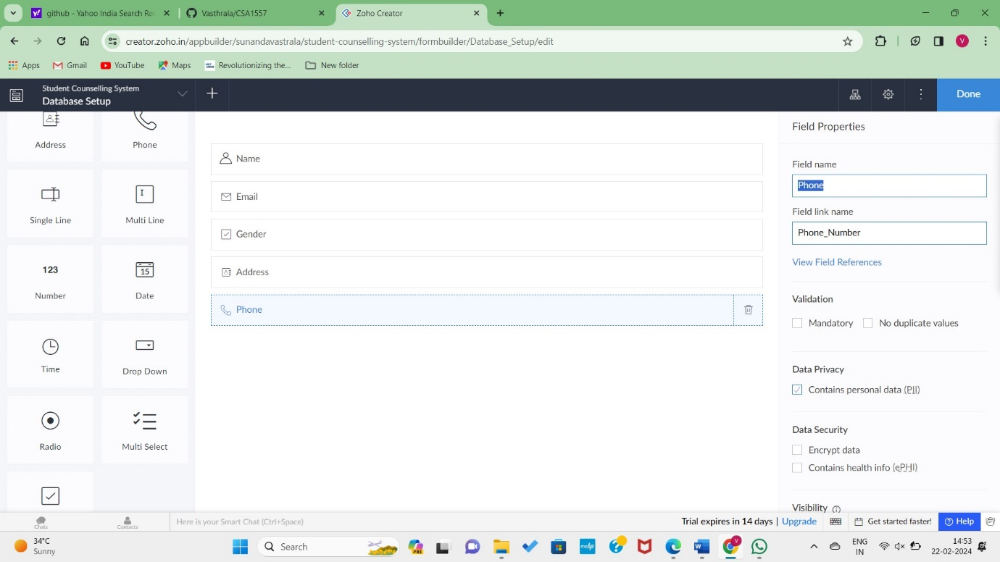 github - Yahoo India Search Re
Vasthrala/CSA1557
Zoho Creator
creator.zoho.in/appbuilder/sunandavastrala/student-counselling-system/formbuilder/Database_Setup/edit
V
Apps
Gmail
YouTube
Maps
Revolutionizing the...
New folder
Student Counselling System
Database Setup
Done
Address
Phone
Single Line
Multi Line
123
Number
15
Date
Time
Drop Down
Radio
Multi Select
Name
Email
Gender
Address
Phone
Field Properties
Field name
Phone
Field link name
Phone_Number
View Field References
Validation
Mandatory
No duplicate values
Data Privacy
Contains personal data (PII)
Data Security
Encrypt data
Contains health info (ePHI)
Visibility
Chats
Contacts
Here is your Smart Chat (Ctrl+Space)
Trial expires in 14 days | Upgrade
Get started faster!
Help
34°C
Sunny
Search
PRE
myhp
V
ENG
IN
14:53
22-02-2024